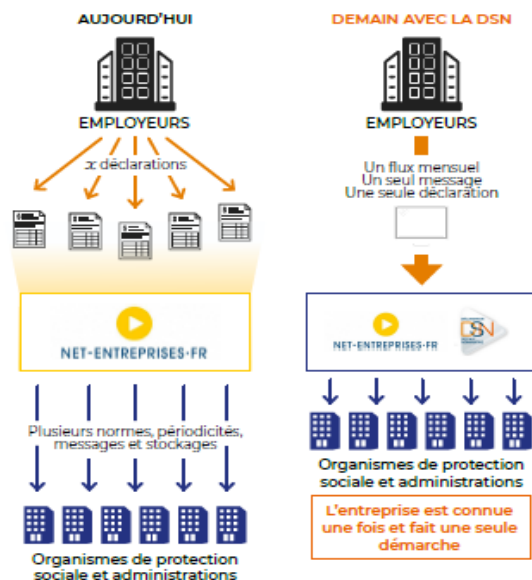 AUJOURD'HUI
EMPLOYEURS
x déclarations
NET-ENTREPRISES·FR
Plusieurs normes, périodicités,
messages et stockages
Organismes de protection
sociale et administrations
DEMAIN AVEC LA DSN
EMPLOYEURS
Un flux mensuel
Un seul message
Une seule déclaration
NET-ENTREPRISES·FR
DSN
Organismes de protection
sociale et administrations
L'entreprise est connue
une fois et fait une seule
démarche